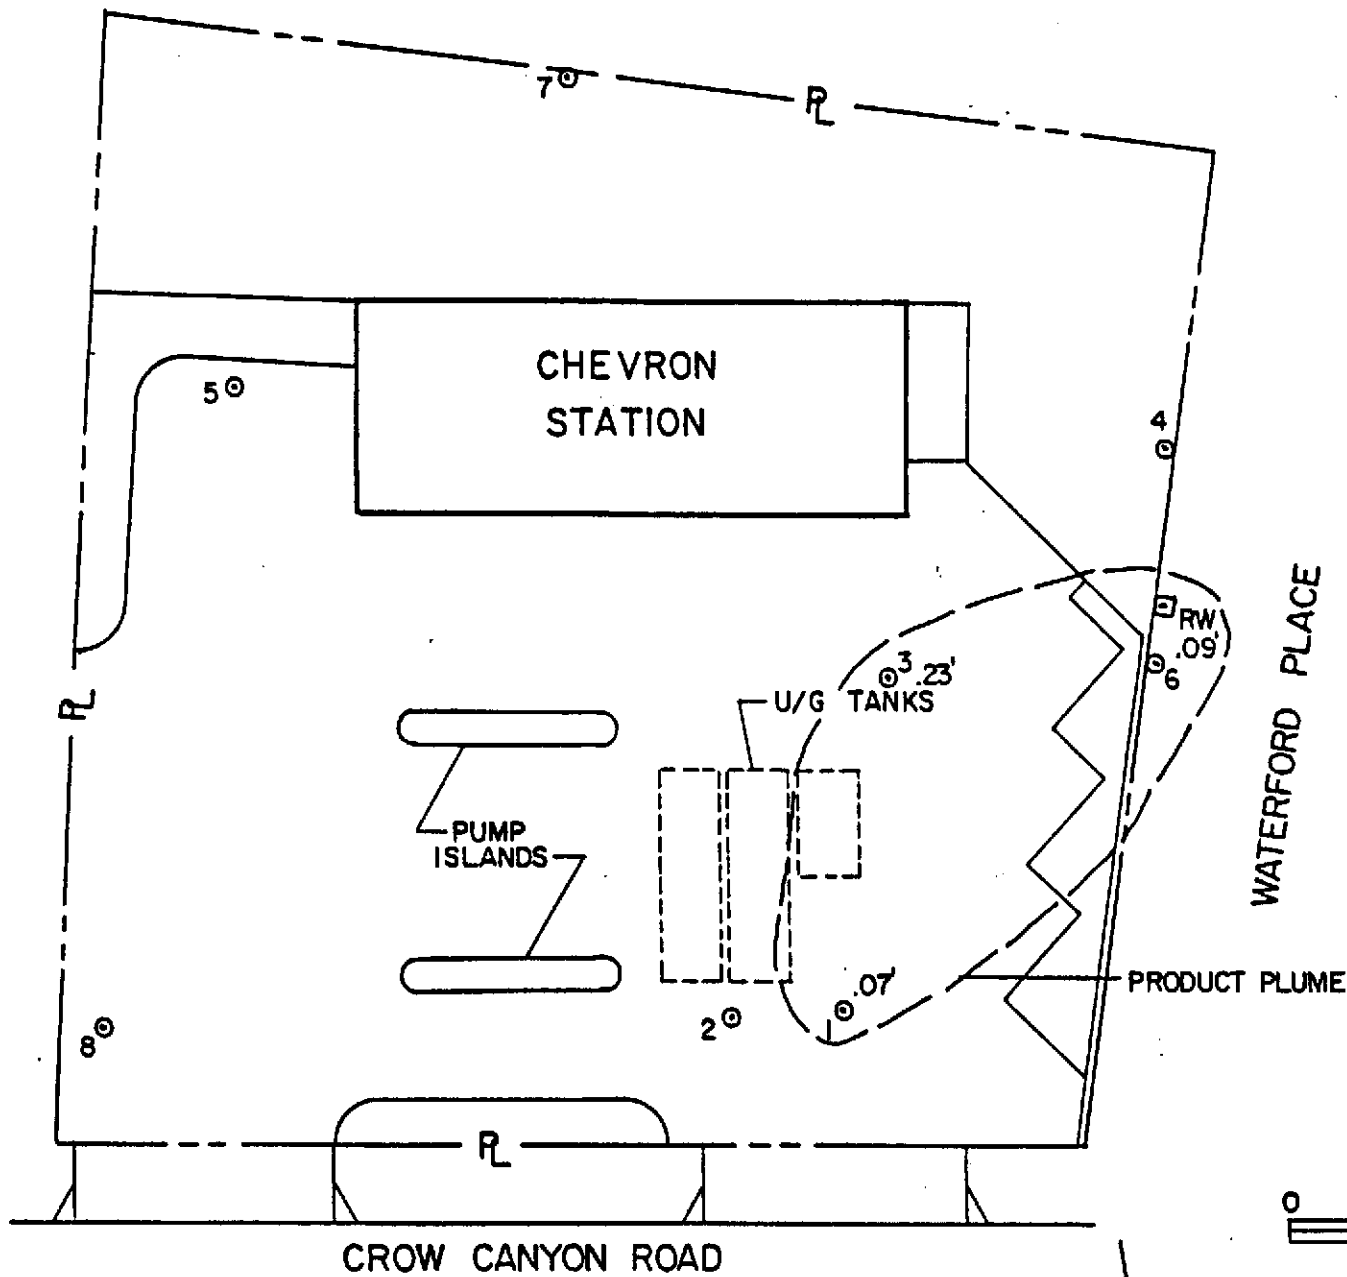 7
PL
CHEVRON
STATION
5
4
WATERFORD PLACE
RW
.09'
6
3 .23'
U/G TANKS
PL
PUMP
ISLANDS
.07'
PRODUCT PLUME
2
1
8
PL
0
CROW CANYON ROAD